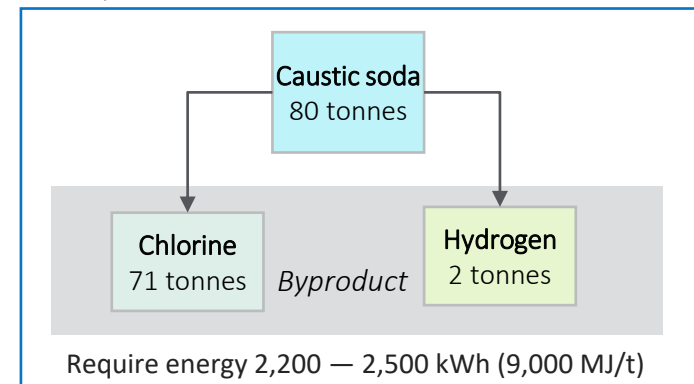 Caustic soda
80 tonnes
Chlorine
71 tonnes
Byproduct
Hydrogen
2 tonnes
Require energy 2,200 — 2,500 kWh (9,000 MJ/t)